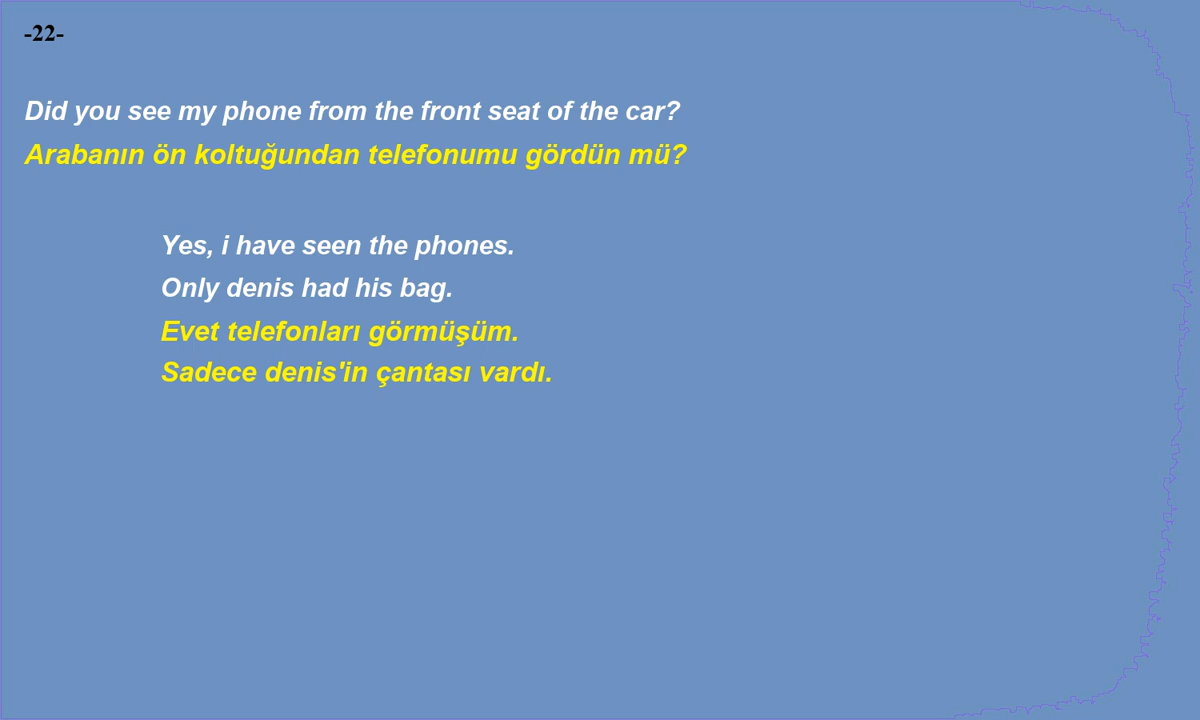 -22-
Did you see my phone from the front seat of the car?
Arabanın ön koltuğundan telefonumu gördün mü?
Yes, i have seen the phones.
Only denis had his bag.
Evet telefonları görmüşüm.
Sadece denis'in çantası vardı.